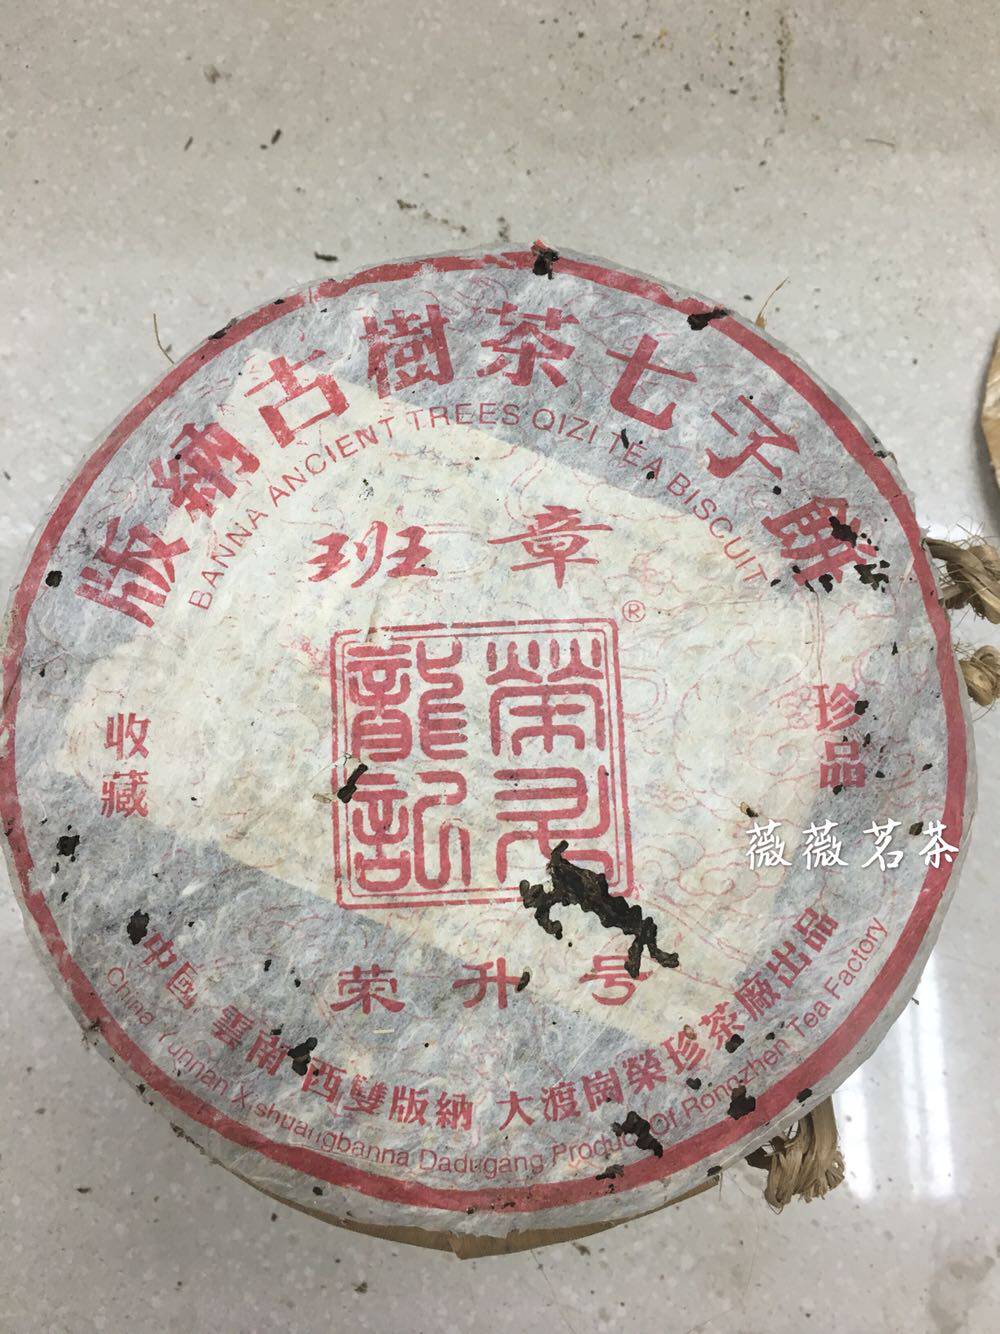 版納古樹茶七子餅
BANNA ANCIENT TREES QIZI TEA BISCUIT
班章
®
榮
龍記
收藏
珍品
薇薇茗茶
荣升号
中國 雲南西雙版納 大渡崗榮珍茶廠出品
China Yunnan Xishuangbanna Dadugang Product Of Rongzhen Tea Factory